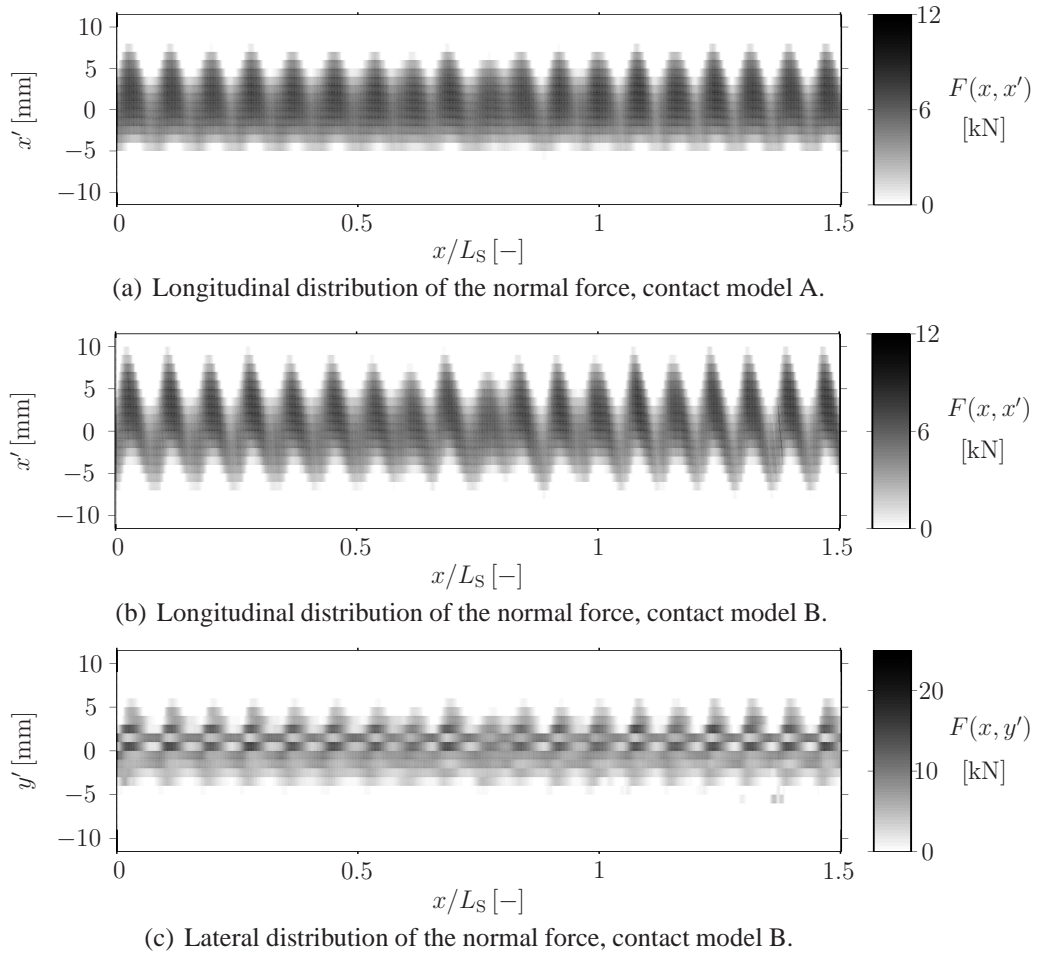 10
5
0
−5
−10
x′ [mm]
0
0.5
1
1.5
x/L_S [−]
12
6
0
F(x, x′)
[kN]
(a) Longitudinal distribution of the normal force, contact model A.
10
5
0
−5
−10
x′ [mm]
0
0.5
1
1.5
x/L_S [−]
12
6
0
F(x, x′)
[kN]
(b) Longitudinal distribution of the normal force, contact model B.
10
5
0
−5
−10
y′ [mm]
0
0.5
1
1.5
x/L_S [−]
20
10
0
F(x, y′)
[kN]
(c) Lateral distribution of the normal force, contact model B.